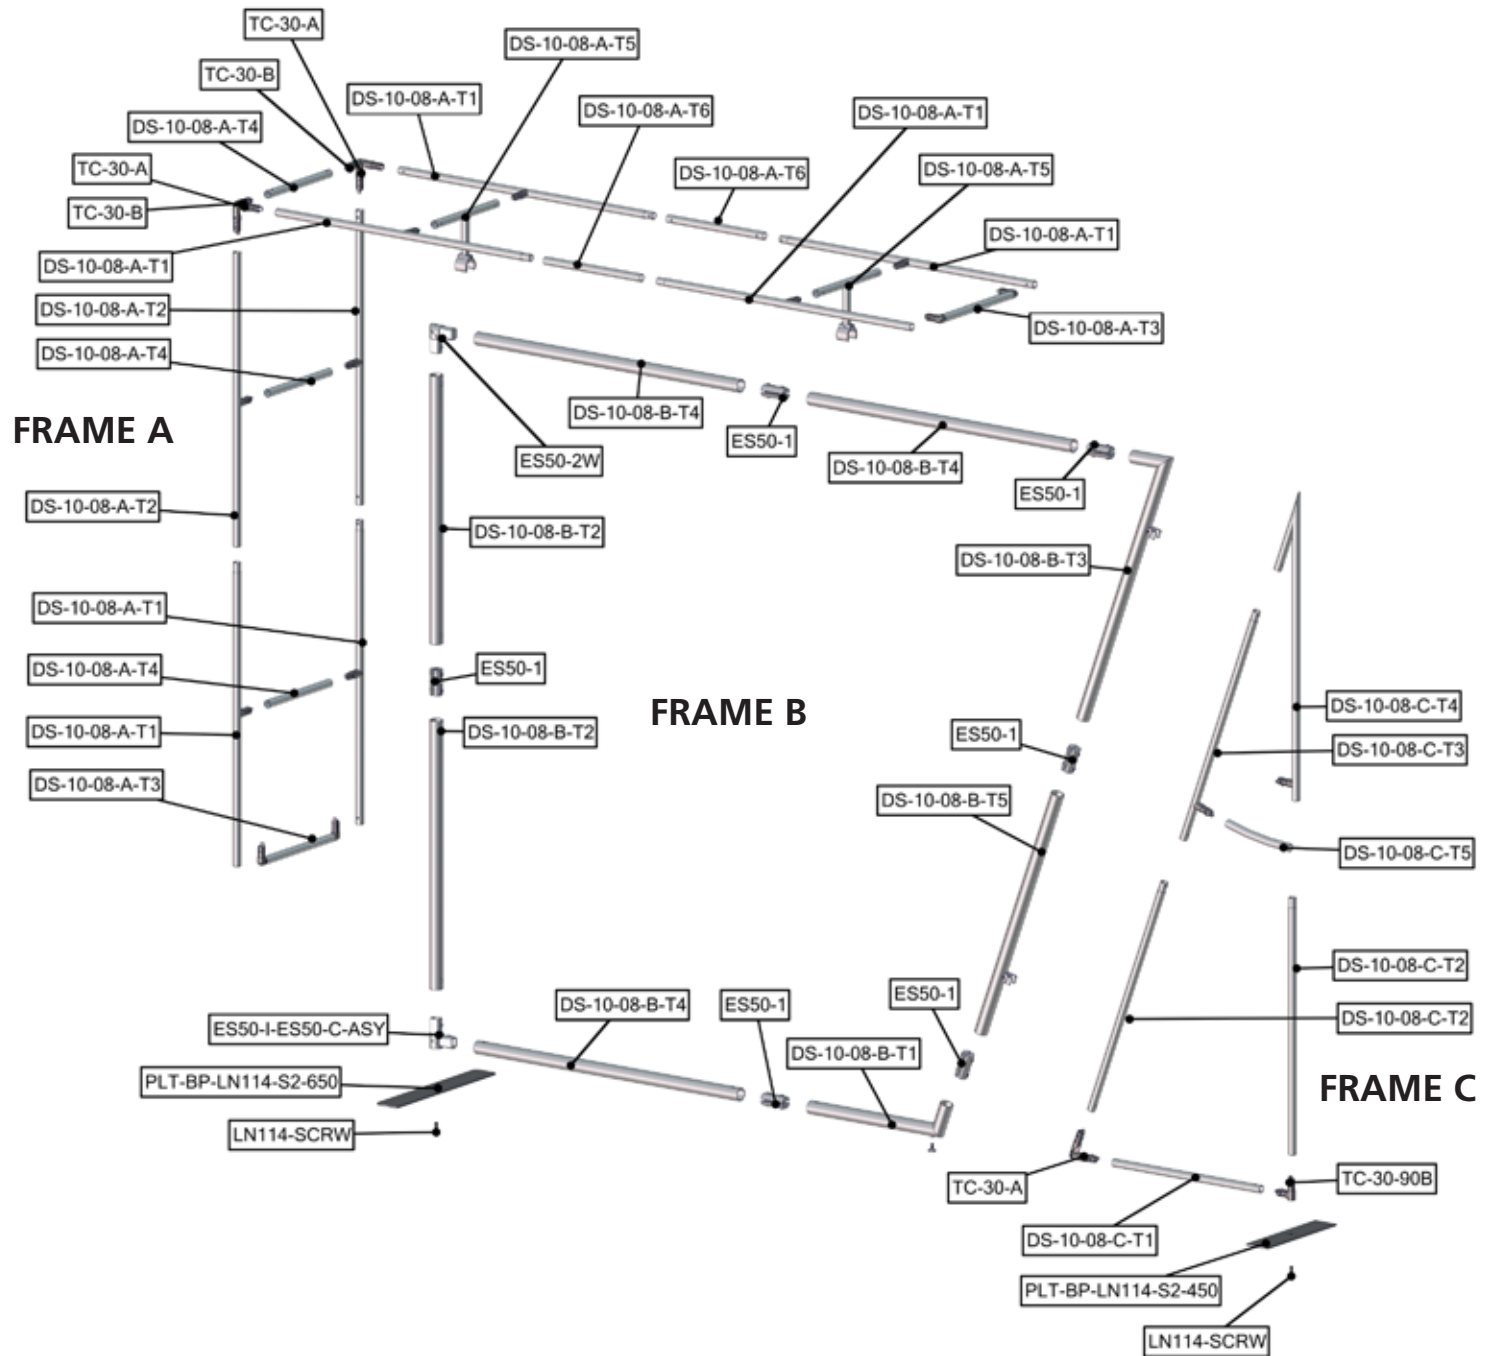 TC-30-A
DS-10-08-A-T5
TC-30-B
DS-10-08-A-T1
DS-10-08-A-T6
DS-10-08-A-T1
DS-10-08-A-T4
TC-30-A
DS-10-08-A-T6
DS-10-08-A-T5
TC-30-B
DS-10-08-A-T1
DS-10-08-A-T1
DS-10-08-A-T2
DS-10-08-A-T3
DS-10-08-A-T4
DS-10-08-B-T4
FRAME A
ES50-1
ES50-2W
DS-10-08-B-T4
ES50-1
DS-10-08-A-T2
DS-10-08-B-T2
DS-10-08-B-T3
DS-10-08-A-T1
DS-10-08-A-T4
ES50-1
FRAME B
DS-10-08-C-T4
DS-10-08-A-T1
DS-10-08-B-T2
ES50-1
DS-10-08-C-T3
DS-10-08-A-T3
DS-10-08-B-T5
DS-10-08-C-T5
DS-10-08-C-T2
ES50-1
DS-10-08-B-T4
ES50-1
DS-10-08-C-T2
ES50-I-ES50-C-ASY
DS-10-08-B-T1
PLT-BP-LN114-S2-650
FRAME C
LN114-SCRW
TC-30-A
TC-30-90B
DS-10-08-C-T1
PLT-BP-LN114-S2-450
LN114-SCRW